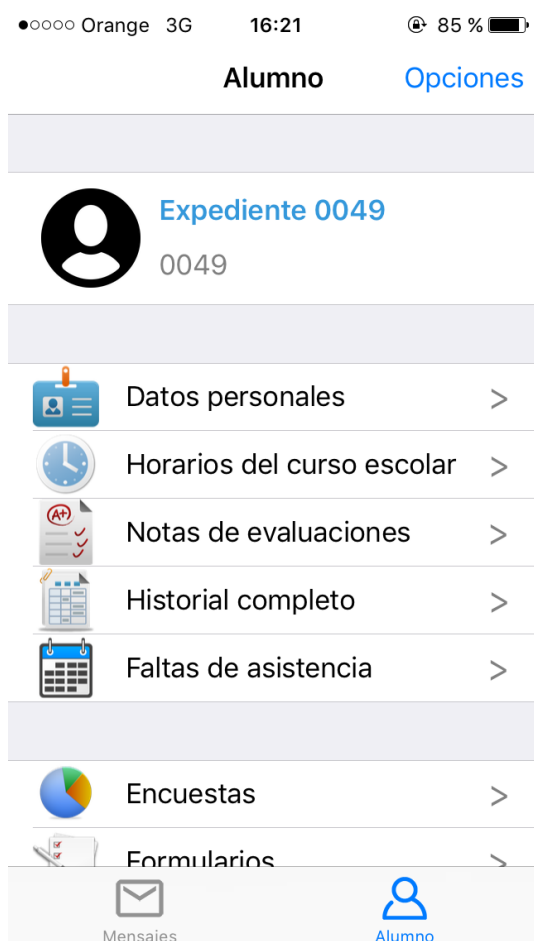 Orange 3G 16:21 85 %
Alumno Opciones
Expediente 0049
0049
Datos personales >
Horarios del curso escolar >
A+
Notas de evaluaciones >
Historial completo >
Faltas de asistencia >
Encuestas >
Formularios >
Mensajes Alumno